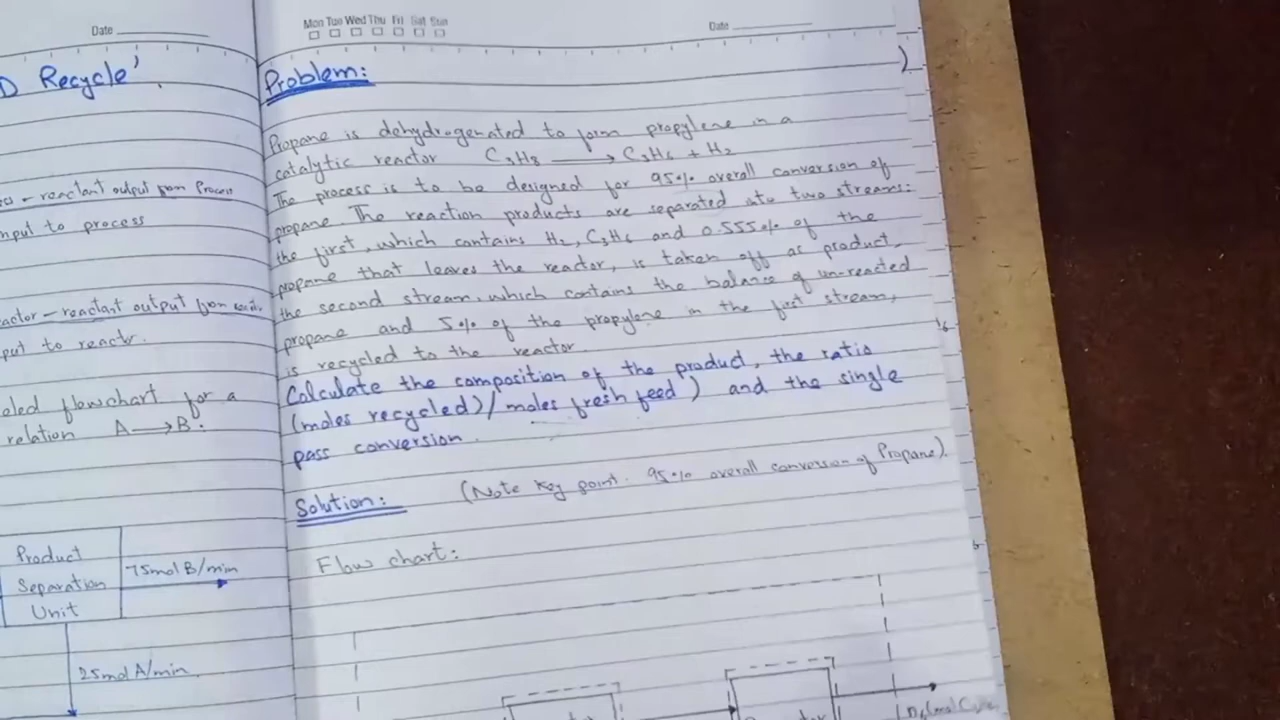 Date
D Recycle'
- reactant output from Process
input to process
- reactant output from
put to reactr.
flowchart for a
relation A → B.
Product
Separation
Unit
75mol B/min
25mol A/min
Mon Tue Wed Thu Fri Sat Sun
Date
Problem:
Propane is dehydrogenated to form propylene in a
catalytic reactor C3H8 → C3H6 + H2
The process is to be designed for 95% overall conversion of
propane. The reaction products are separated into two streams:
the first, which contains H2, C3H6 and 0.555% of the
propane that leaves the reactor, is taken off as product.
the second stream, which contains the balance of un-reacted
propane and 5% of the propylene in the first stream,
is recycled to the reactor.
Calculate the composition of the product, the ratio
(moles recycled)/moles fresh feed) and the single
pass conversion.
Solution: (Note key point. 95% overall conversion of Propane).
Flow chart: